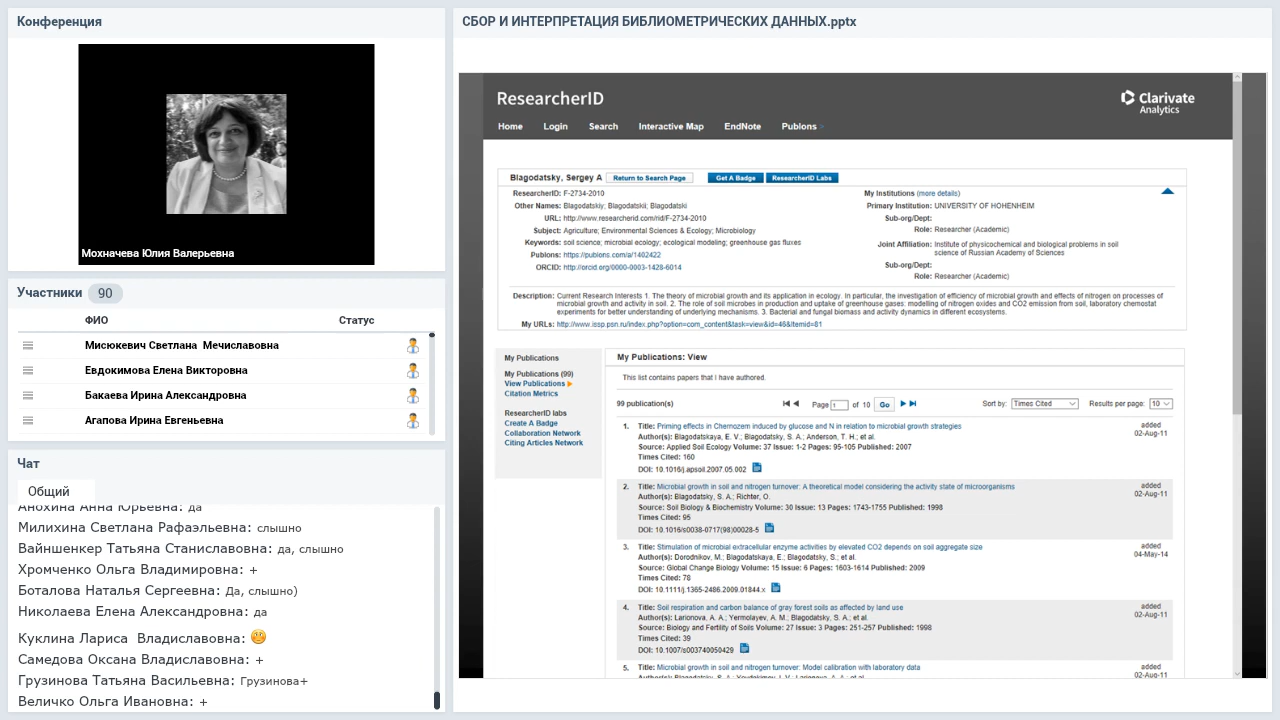 Конференция
Мохначева Юлия Валерьевна
Участники 90
ФИО Статус
Мисюкевич Светлана Мечиславовна
Евдокимова Елена Викторовна
Бакаева Ирина Александровна
Агапова Ирина Евгеньевна
Чат
Общий
Анохина Анна Юрьевна: да
Милихина Светлана Рафаэльевна: слышно
Вайншенкер Татьяна Станиславовна: да, слышно
Хромченко Ольга Владимировна: +
Боталова Наталья Сергеевна: Да, слышно)
Николаева Елена Александровна: да
Куклина Лариса Владиславовна:
Самедова Оксана Владиславовна: +
Грузинова Татьяна Васильевна: Грузинова+
Величко Ольга Ивановна: +
СБОР И ИНТЕРПРЕТАЦИЯ БИБЛИОМЕТРИЧЕСКИХ ДАННЫХ.pptx
ResearcherID
Clarivate
Analytics
Home Login Search Interactive Map EndNote Publons >
Blagodatsky, Sergey A Return to Search Page Get A Badge ResearcherID Labs
ResearcherID: F-2734-2010
Other Names: Blagodatskiy; Blagodatskii; Blagodatski
URL: http://www.researcherid.com/rid/F-2734-2010
Subject: Agriculture; Environmental Sciences & Ecology; Microbiology
Keywords: soil science; microbial ecology; ecological modeling; greenhouse gas fluxes
Publons: https://publons.com/a/1402422
ORCID: http://orcid.org/0000-0003-1428-6014
My Institutions (more details)
Primary Institution: UNIVERSITY OF HOHENHEIM
Sub-org/Dept:
Role: Researcher (Academic)
Joint Affiliation: Institute of physicochemical and biological problems in soil
science of Russian Academy of Sciences
Sub-org/Dept:
Role: Researcher (Academic)
Description: Current Research Interests 1. The theory of microbial growth and its application in ecology. In particular, the investigation of efficiency of microbial growth and effects of nitrogen on processes of
microbial growth and activity in soil. 2. The role of soil microbes in production and uptake of greenhouse gases: modelling of nitrogen oxides and CO2 emission from soil, laboratory chemostat
experiments for better understanding of underlying mechanisms. 3. Bacterial and fungal biomass and activity dynamics in different ecosystems.
My URLs: http://www.issp.psn.ru/index.php?option=com_content&task=view&id=46&Itemid=81
My Publications
My Publications (99)
View Publications
Citation Metrics
ResearcherID labs
Create A Badge
Collaboration Network
Citing Articles Network
My Publications: View
This list contains papers that I have authored.
99 publication(s) Page 1 of 10 Go Sort by: Times Cited Results per page: 10
1. Title: Priming effects in Chernozem induced by glucose and N in relation to microbial growth strategies
Author(s): Blagodatskaya, E. V.; Blagodatsky, S. A.; Anderson, T. H.; et al.
Source: Applied Soil Ecology Volume: 37 Issue: 1-2 Pages: 95-105 Published: 2007
Times Cited: 160
DOI: 10.1016/j.apsoil.2007.05.002
added
02-Aug-11
2. Title: Microbial growth in soil and nitrogen turnover: A theoretical model considering the activity state of microorganisms
Author(s): Blagodatsky, S. A.; Richter, O.
Source: Soil Biology & Biochemistry Volume: 30 Issue: 13 Pages: 1743-1755 Published: 1998
Times Cited: 95
DOI: 10.1016/s0038-0717(98)00028-5
added
02-Aug-11
3. Title: Stimulation of microbial extracellular enzyme activities by elevated CO2 depends on soil aggregate size
Author(s): Dorodnikov, M.; Blagodatskaya, E.; Blagodatsky, S.; et al.
Source: Global Change Biology Volume: 15 Issue: 6 Pages: 1603-1614 Published: 2009
Times Cited: 78
DOI: 10.1111/j.1365-2486.2009.01844.x
added
04-May-14
4. Title: Soil respiration and carbon balance of gray forest soils as affected by land use
Author(s): Larionova, A. A.; Yermolayev, A. M.; Blagodatsky, S. A.; et al.
Source: Biology and Fertility of Soils Volume: 27 Issue: 3 Pages: 251-257 Published: 1998
Times Cited: 39
DOI: 10.1007/s003740050429
added
02-Aug-11
5. Title: Microbial growth in soil and nitrogen turnover: Model calibration with laboratory data
Author(s): Blagodatsky, S. A.; Yevdokimov, I. V.; Larionova, A. A.; et al.
added
02-Aug-11